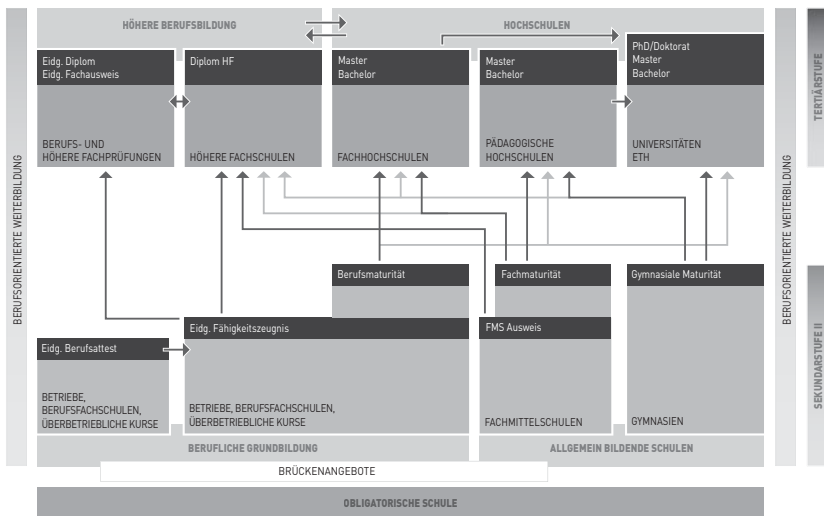 HÖHERE BERUFSBILDUNG
HOCHSCHULEN
Eidg. Diplom
Eidg. Fachausweis
Diplom HF
Master
Bachelor
Master
Bachelor
PhD/Doktorat
Master
Bachelor
BERUFS- UND
HÖHERE FACHPRÜFUNGEN
HÖHERE FACHSCHULEN
FACHHOCHSCHULEN
PÄDAGOGISCHE
HOCHSCHULEN
UNIVERSITÄTEN
ETH
TERTIÄRSTUFE
BERUFSORIENTIERTE WEITERBILDUNG
BERUFSORIENTIERTE WEITERBILDUNG
Berufsmaturität
Fachmaturität
Gymnasiale Maturität
Eidg. Fähigkeitszeugnis
FMS Ausweis
Eidg. Berufsattest
BETRIEBE,
BERUFSFACHSCHULEN,
ÜBERBETRIEBLICHE KURSE
BETRIEBE, BERUFSFACHSCHULEN,
ÜBERBETRIEBLICHE KURSE
FACHMITTELSCHULEN
GYMNASIEN
SEKUNDARSTUFE II
BERUFLICHE GRUNDBILDUNG
ALLGEMEIN BILDENDE SCHULEN
BRÜCKENANGEBOTE
OBLIGATORISCHE SCHULE